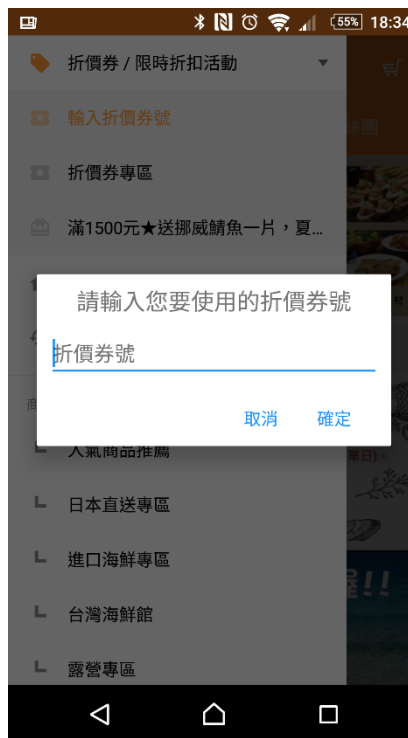 55%
18:34
折價券 / 限時折扣活動
輸入折價券號
折價券專區
滿1500元★送挪威鯖魚一片，夏...
請輸入您要使用的折價券號
折價券號
取消
確定
商
人氣商品推薦
單日)。
日本直送專區
進口海鮮專區
!!
台灣海鮮館
露營專區